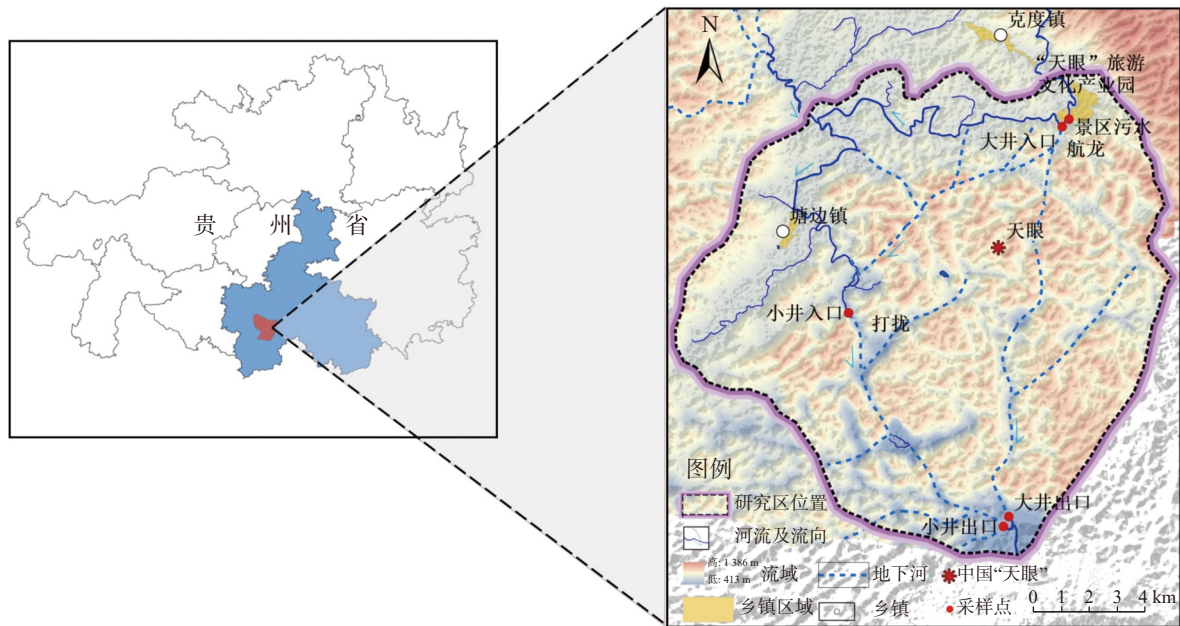 贵 州 省
N
克度镇
“天眼”旅游
文化产业园
大井入口
景区污水
航龙
塘边镇
天眼
小井入口
打拢
大井出口
小井出口
图例
研究区位置
河流及流向
高: 1 386 m
低: 413 m
流域
地下河
中国“天眼”
乡镇区域
乡镇
采样点
0 1 2 3 4 km